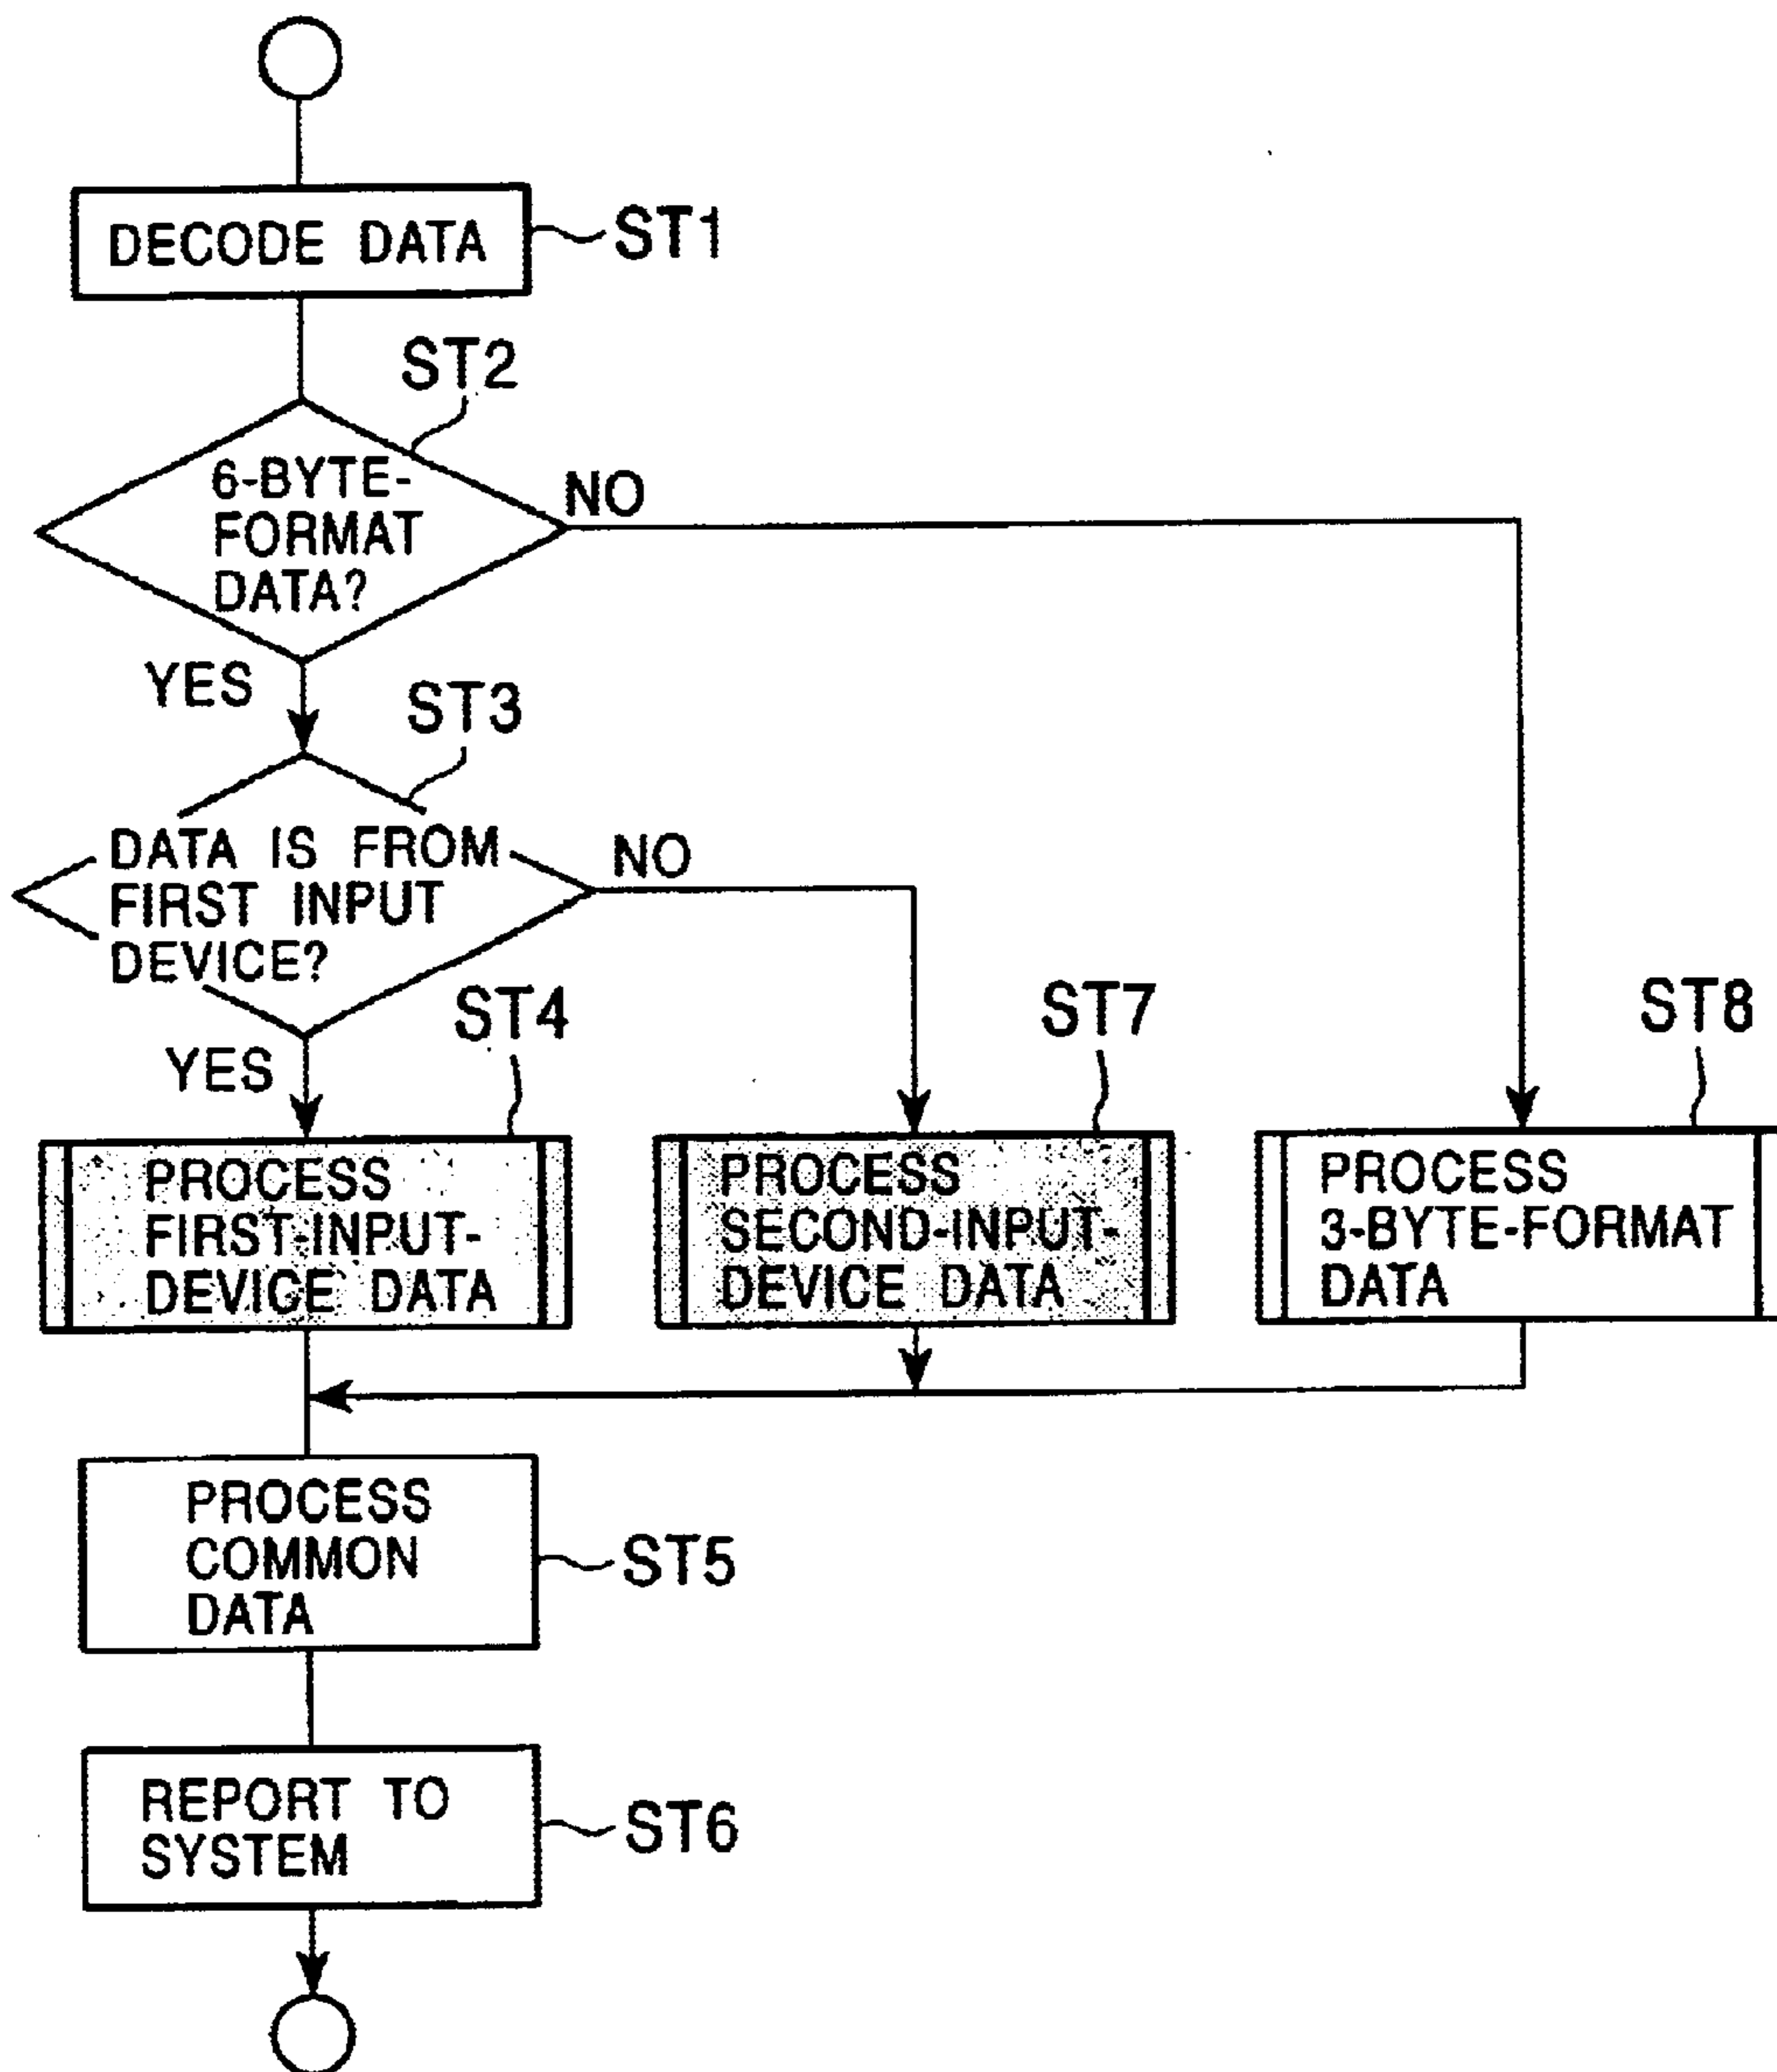 DECODE DATA
ST1
ST2
6-BYTE-
FORMAT
DATA?
NO
YES
ST3
DATA IS FROM
FIRST INPUT
DEVICE?
NO
YES
ST4
ST7
ST8
PROCESS
FIRST-INPUT-
DEVICE DATA
PROCESS
SECOND-INPUT-
DEVICE DATA
PROCESS
3-BYTE-FORMAT
DATA
PROCESS
COMMON
DATA
ST5
REPORT TO
SYSTEM
ST6